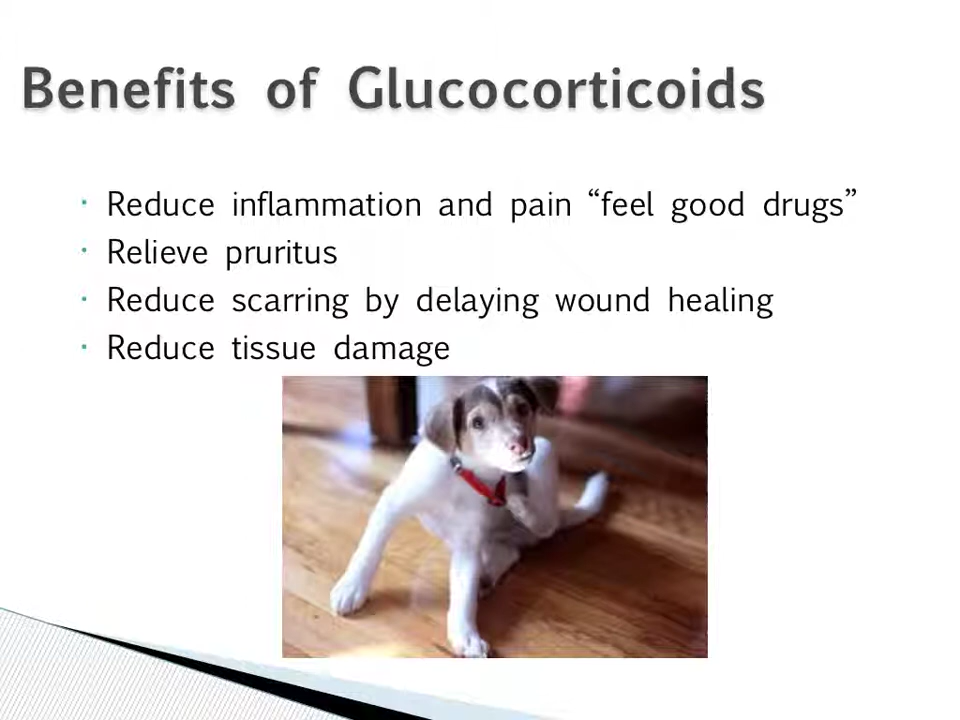 Benefits of Glucocorticoids
· Reduce inflammation and pain “feel good drugs”
· Relieve pruritus
· Reduce scarring by delaying wound healing
· Reduce tissue damage